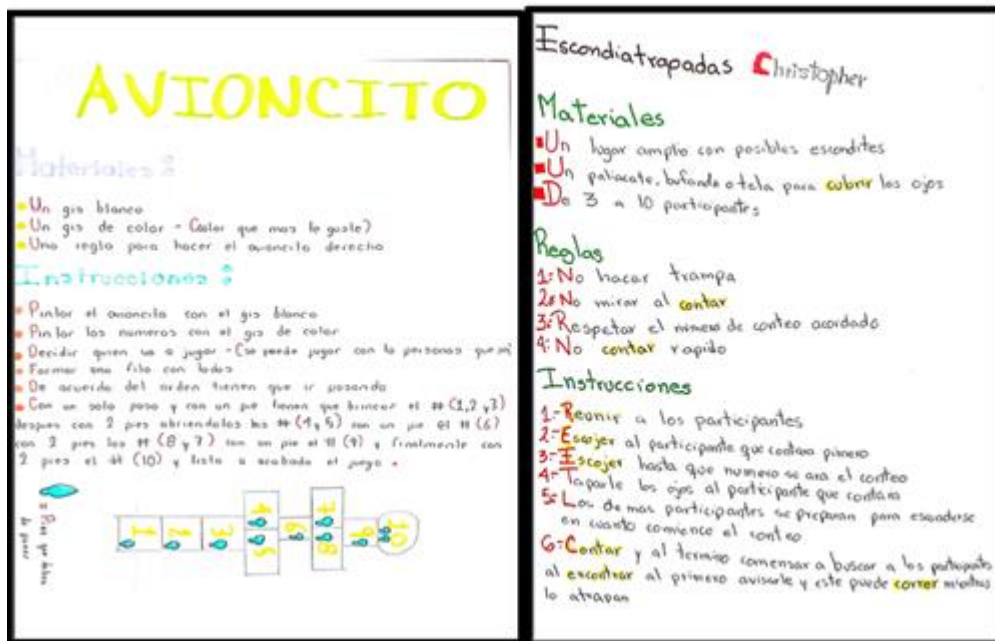 AVIONCITO
Materiales :
Un gis blanco
Un gis de color - (Color que mas le guste)
Una regla para hacer el avioncito derecho
Instrucciones :
Pintar el avioncito con el gis blanco
Pintar los numeros con el gis de color
Decidir quien va a jugar - (se puede jugar con la personas que
Formar una fila con todos
De acuerdo del orden tienen que ir pasando
Con un solo paso y con un pie tienen que brincar el # (1,2 y 3)
despues con 2 pies abriendolos los # (4 y 5) con un pie el # (6)
con 2 pies los # (8 y 7) con un pie el # (9) y finalmente con
2 pies el # (10) y listo a acabado el juego .
= Pies que deben
de poner
1 2 3 4 5 6 7 8 9 10
Escondiatrapadas Christopher
Materiales
Un lugar amplio con posibles escondites
Un paliacate, bufanda o tela para cubrir los ojos
De 3 a 10 participantes
Reglas
1: No hacer trampa
2: No mirar al contar
3: Respetar el numero de conteo acordado
4: No contar rapido
Instrucciones
1:- Reunir a los participantes
2:- Escojer al participante que contara
3:- Escojer hasta que numero se ara el conteo
4:- Taparle los ojos al participante que contara
5: Los de mas participantes se preparan para esconderse
en cuanto comience el conteo
6:- Contar y al termino comensar a buscar a los participants
al encontrar al primero avisarle y este puede correr mientras
lo atrapan